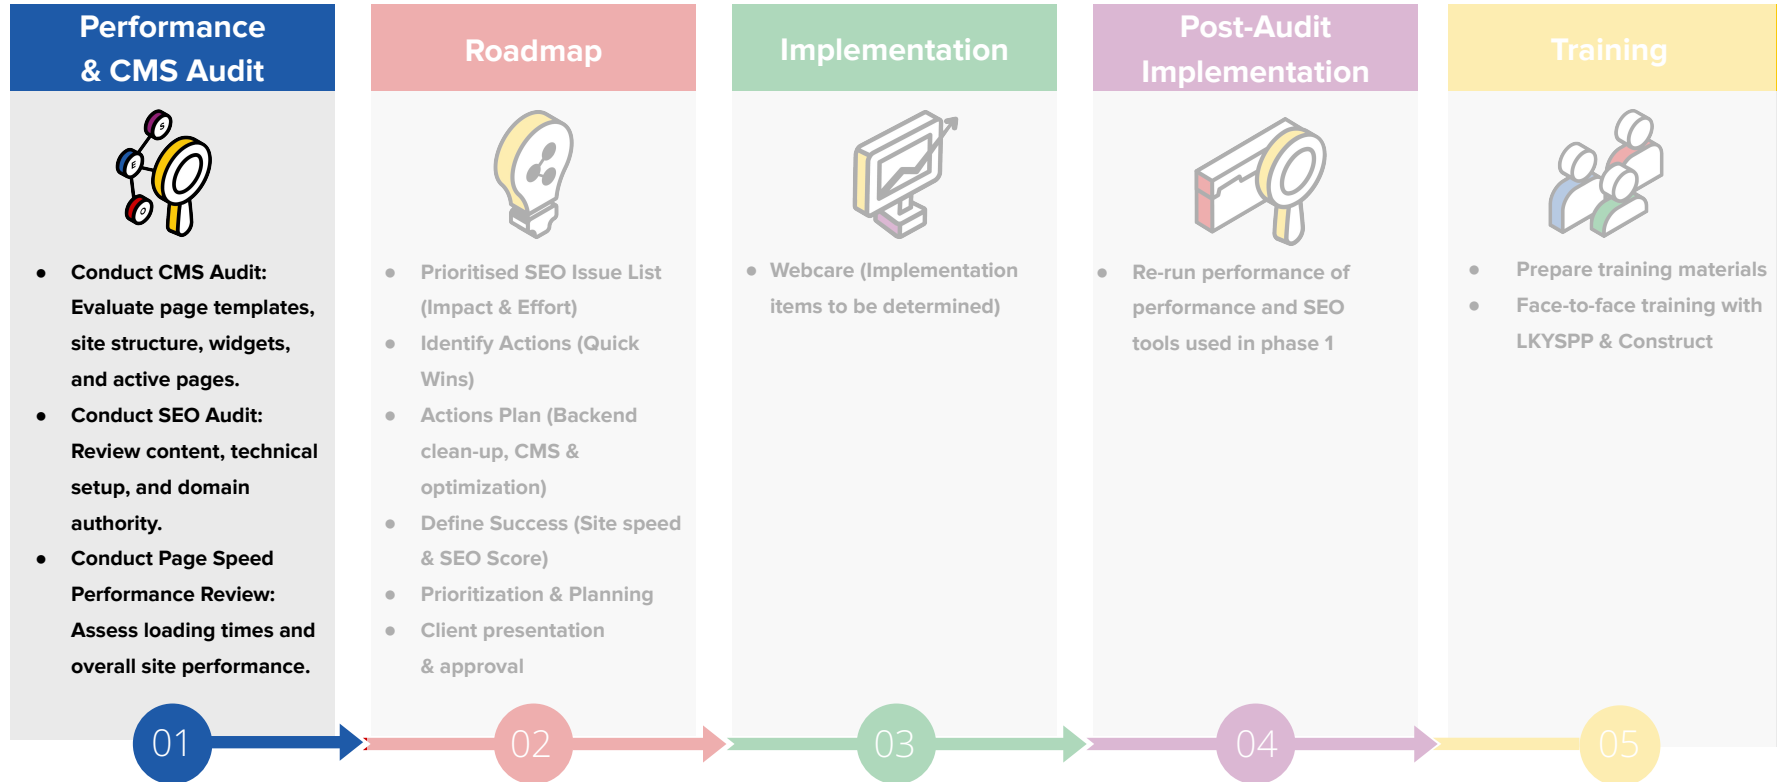 Performance
& CMS Audit
S
E
O
● Conduct CMS Audit:
Evaluate page templates,
site structure, widgets,
and active pages.
● Conduct SEO Audit:
Review content, technical
setup, and domain
authority.
● Conduct Page Speed
Performance Review:
Assess loading times and
overall site performance.
01
Roadmap
● Prioritised SEO Issue List
(Impact & Effort)
● Identify Actions (Quick
Wins)
● Actions Plan (Backend
clean-up, CMS &
optimization)
● Define Success (Site speed
& SEO Score)
● Prioritization & Planning
● Client presentation
& approval
02
Implementation
● Webcare (Implementation
items to be determined)
03
Post-Audit
Implementation
● Re-run performance of
performance and SEO
tools used in phase 1
04
Training
● Prepare training materials
● Face-to-face training with
LKYSPP & Construct
05